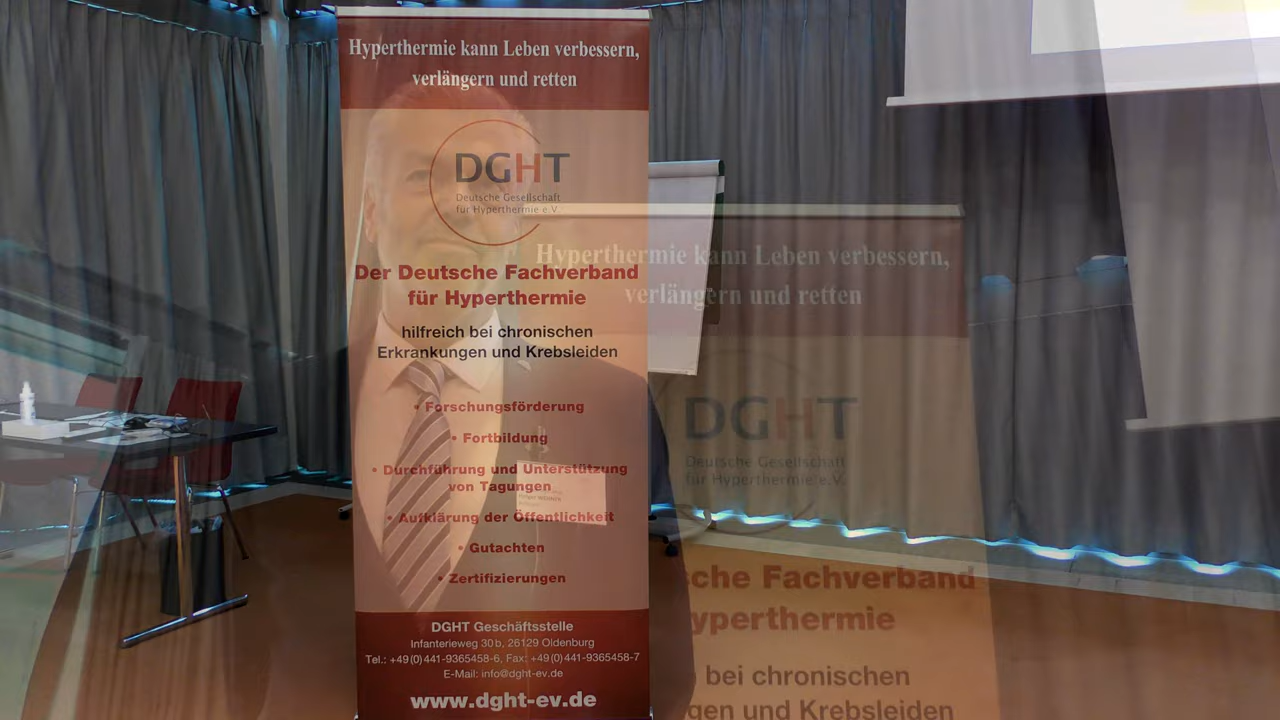 Hyperthermie kann Leben verbessern,
verlängern und retten
DGHT
Deutsche Gesellschaft
für Hyperthermie e.V.
Der Deutsche Fachverband
für Hyperthermie
hilfreich bei chronischen
Erkrankungen und Krebsleiden
• Forschungsförderung
• Fortbildung
• Durchführung und Unterstützung
von Tagungen
• Aufklärung der Öffentlichkeit
• Gutachten
• Zertifizierungen
DGHT Geschäftsstelle
Infanterieweg 30b, 26129 Oldenburg
Tel.: +49(0)441-9365458-6, Fax: +49(0)441-9365458-7
E-Mail: info@dght-ev.de
www.dght-ev.de
Hyperthermie kann Leben verbessern,
verlängern und retten
DGHT
Deutsche Gesellschaft
für Hyperthermie e.V.
sche Fachverband
yperthermie
bei chronischen
gen und Krebsleiden